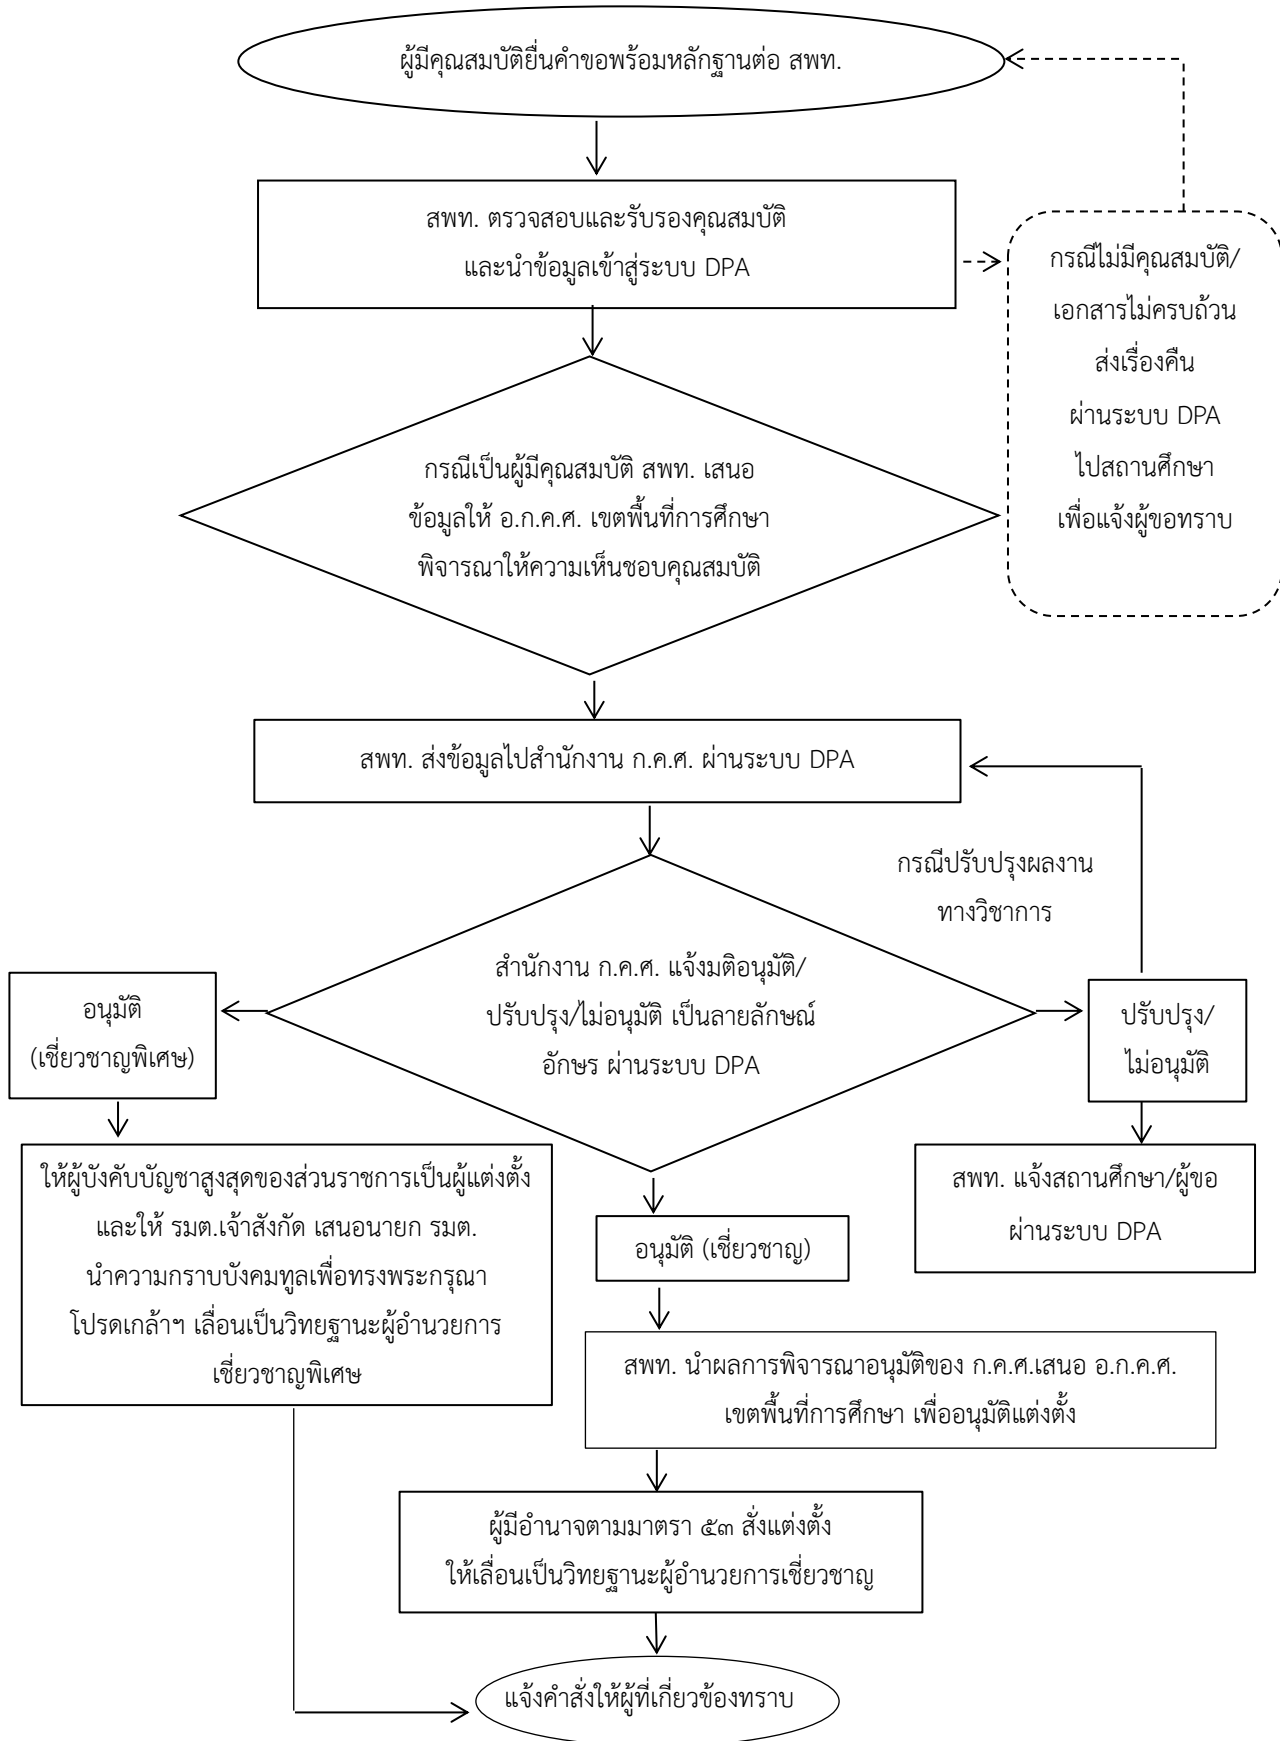 ผู้มีคุณสมบัติยื่นคำขอพร้อมหลักฐานต่อ สพท.
สพท. ตรวจสอบและรับรองคุณสมบัติ
และนำข้อมูลเข้าสู่ระบบ DPA
กรณีไม่มีคุณสมบัติ/
เอกสารไม่ครบถ้วน
ส่งเรื่องคืน
ผ่านระบบ DPA
ไปสถานศึกษา
เพื่อแจ้งผู้ขอทราบ
กรณีเป็นผู้มีคุณสมบัติ สพท. เสนอ
ข้อมูลให้ อ.ก.ค.ศ. เขตพื้นที่การศึกษา
พิจารณาให้ความเห็นชอบคุณสมบัติ
สพท. ส่งข้อมูลไปสำนักงาน ก.ค.ศ. ผ่านระบบ DPA
กรณีปรับปรุงผลงาน
ทางวิชาการ
สำนักงาน ก.ค.ศ. แจ้งมติอนุมัติ/
ปรับปรุง/ไม่อนุมัติ เป็นลายลักษณ์
อักษร ผ่านระบบ DPA
อนุมัติ
(เชี่ยวชาญพิเศษ)
ปรับปรุง/
ไม่อนุมัติ
ให้ผู้บังคับบัญชาสูงสุดของส่วนราชการเป็นผู้แต่งตั้ง
และให้ รมต.เจ้าสังกัด เสนอนายก รมต.
นำความกราบบังคมทูลเพื่อทรงพระกรุณา
โปรดเกล้าฯ เลื่อนเป็นวิทยฐานะผู้อำนวยการ
เชี่ยวชาญพิเศษ
สพท. แจ้งสถานศึกษา/ผู้ขอ
ผ่านระบบ DPA
อนุมัติ (เชี่ยวชาญ)
สพท. นำผลการพิจารณาอนุมัติของ ก.ค.ศ.เสนอ อ.ก.ค.ศ.
เขตพื้นที่การศึกษา เพื่ออนุมัติแต่งตั้ง
ผู้มีอำนาจตามมาตรา ๕๓ สั่งแต่งตั้ง
ให้เลื่อนเป็นวิทยฐานะผู้อำนวยการเชี่ยวชาญ
แจ้งคำสั่งให้ผู้ที่เกี่ยวข้องทราบ